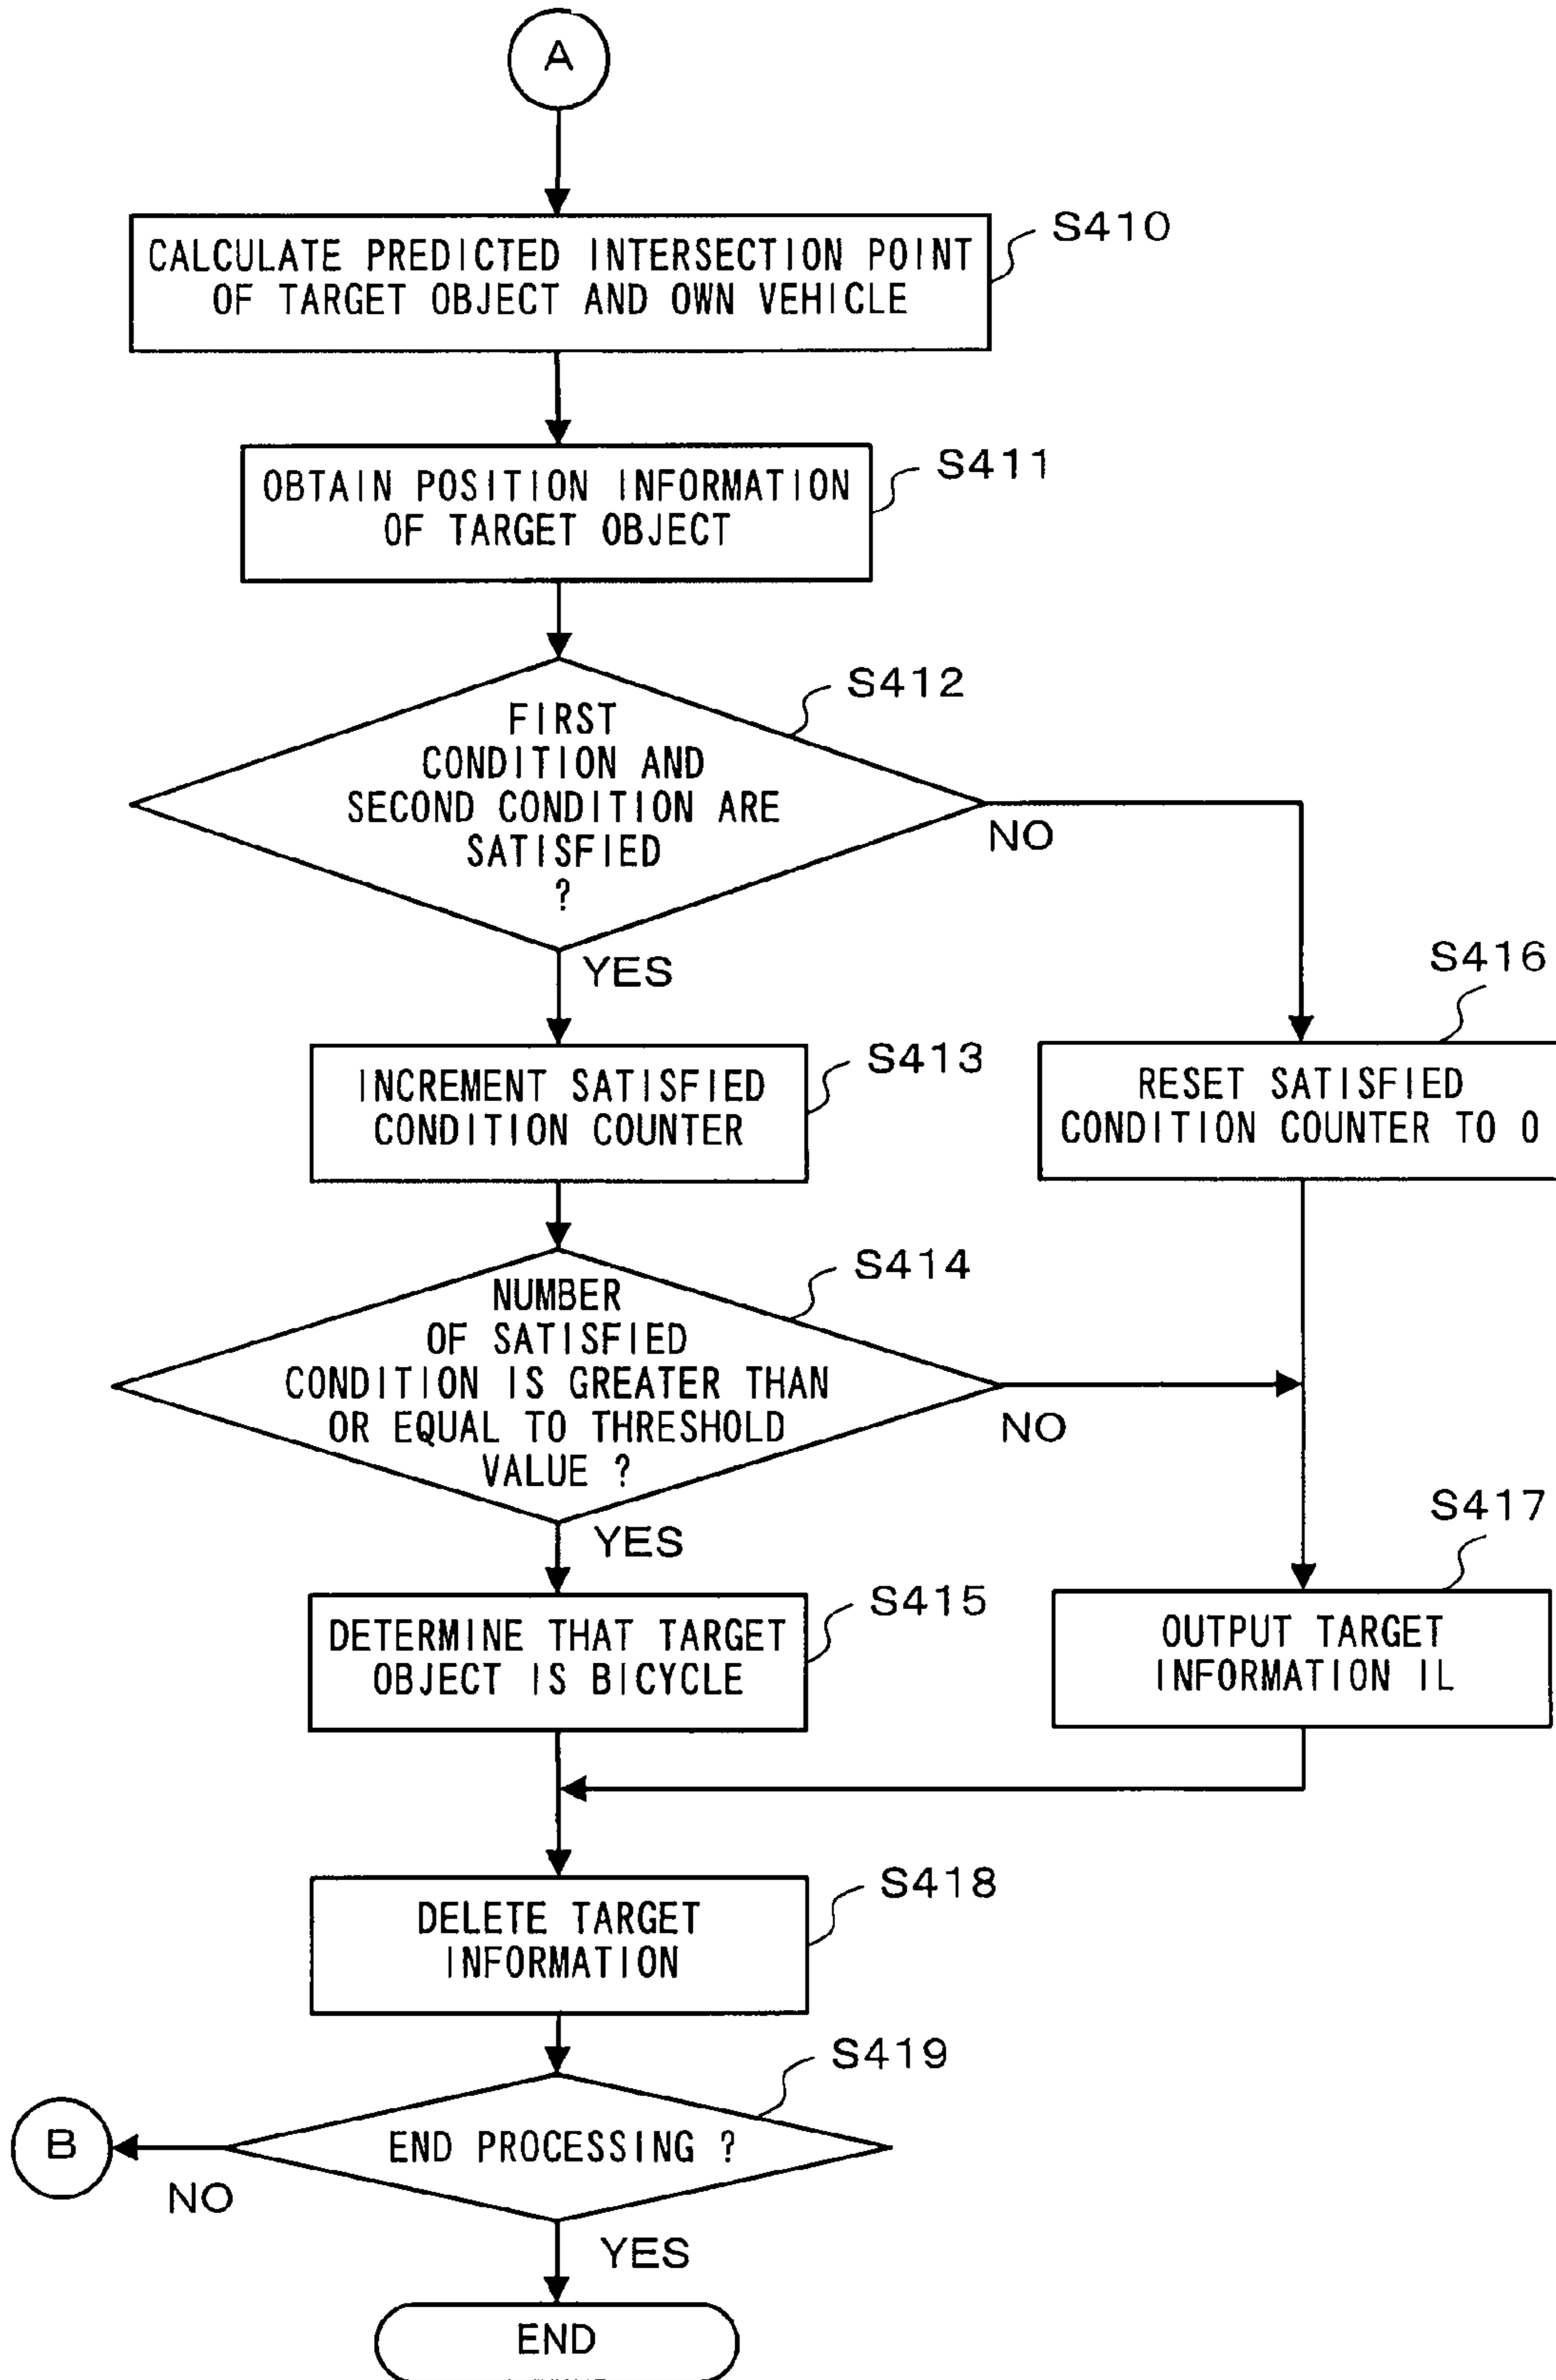 A
CALCULATE PREDICTED INTERSECTION POINT
OF TARGET OBJECT AND OWN VEHICLE
S410
OBTAIN POSITION INFORMATION
OF TARGET OBJECT
S411
FIRST
CONDITION AND
SECOND CONDITION ARE
SATISFIED
?
S412
NO
YES
INCREMENT SATISFIED
CONDITION COUNTER
S413
RESET SATISFIED
CONDITION COUNTER TO 0
S416
NUMBER
OF SATISFIED
CONDITION IS GREATER THAN
OR EQUAL TO THRESHOLD
VALUE ?
S414
NO
YES
DETERMINE THAT TARGET
OBJECT IS BICYCLE
S415
OUTPUT TARGET
INFORMATION IL
S417
DELETE TARGET
INFORMATION
S418
END PROCESSING ?
S419
B
NO
YES
END